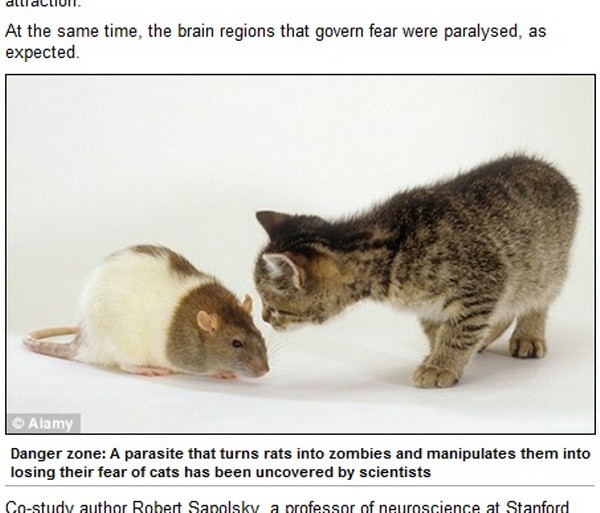 attraction.
At the same time, the brain regions that govern fear were paralysed, as
expected.
© Alamy
Danger zone: A parasite that turns rats into zombies and manipulates them into
losing their fear of cats has been uncovered by scientists
Co-study author Robert Sapolsky, a professor of neuroscience at Stanford